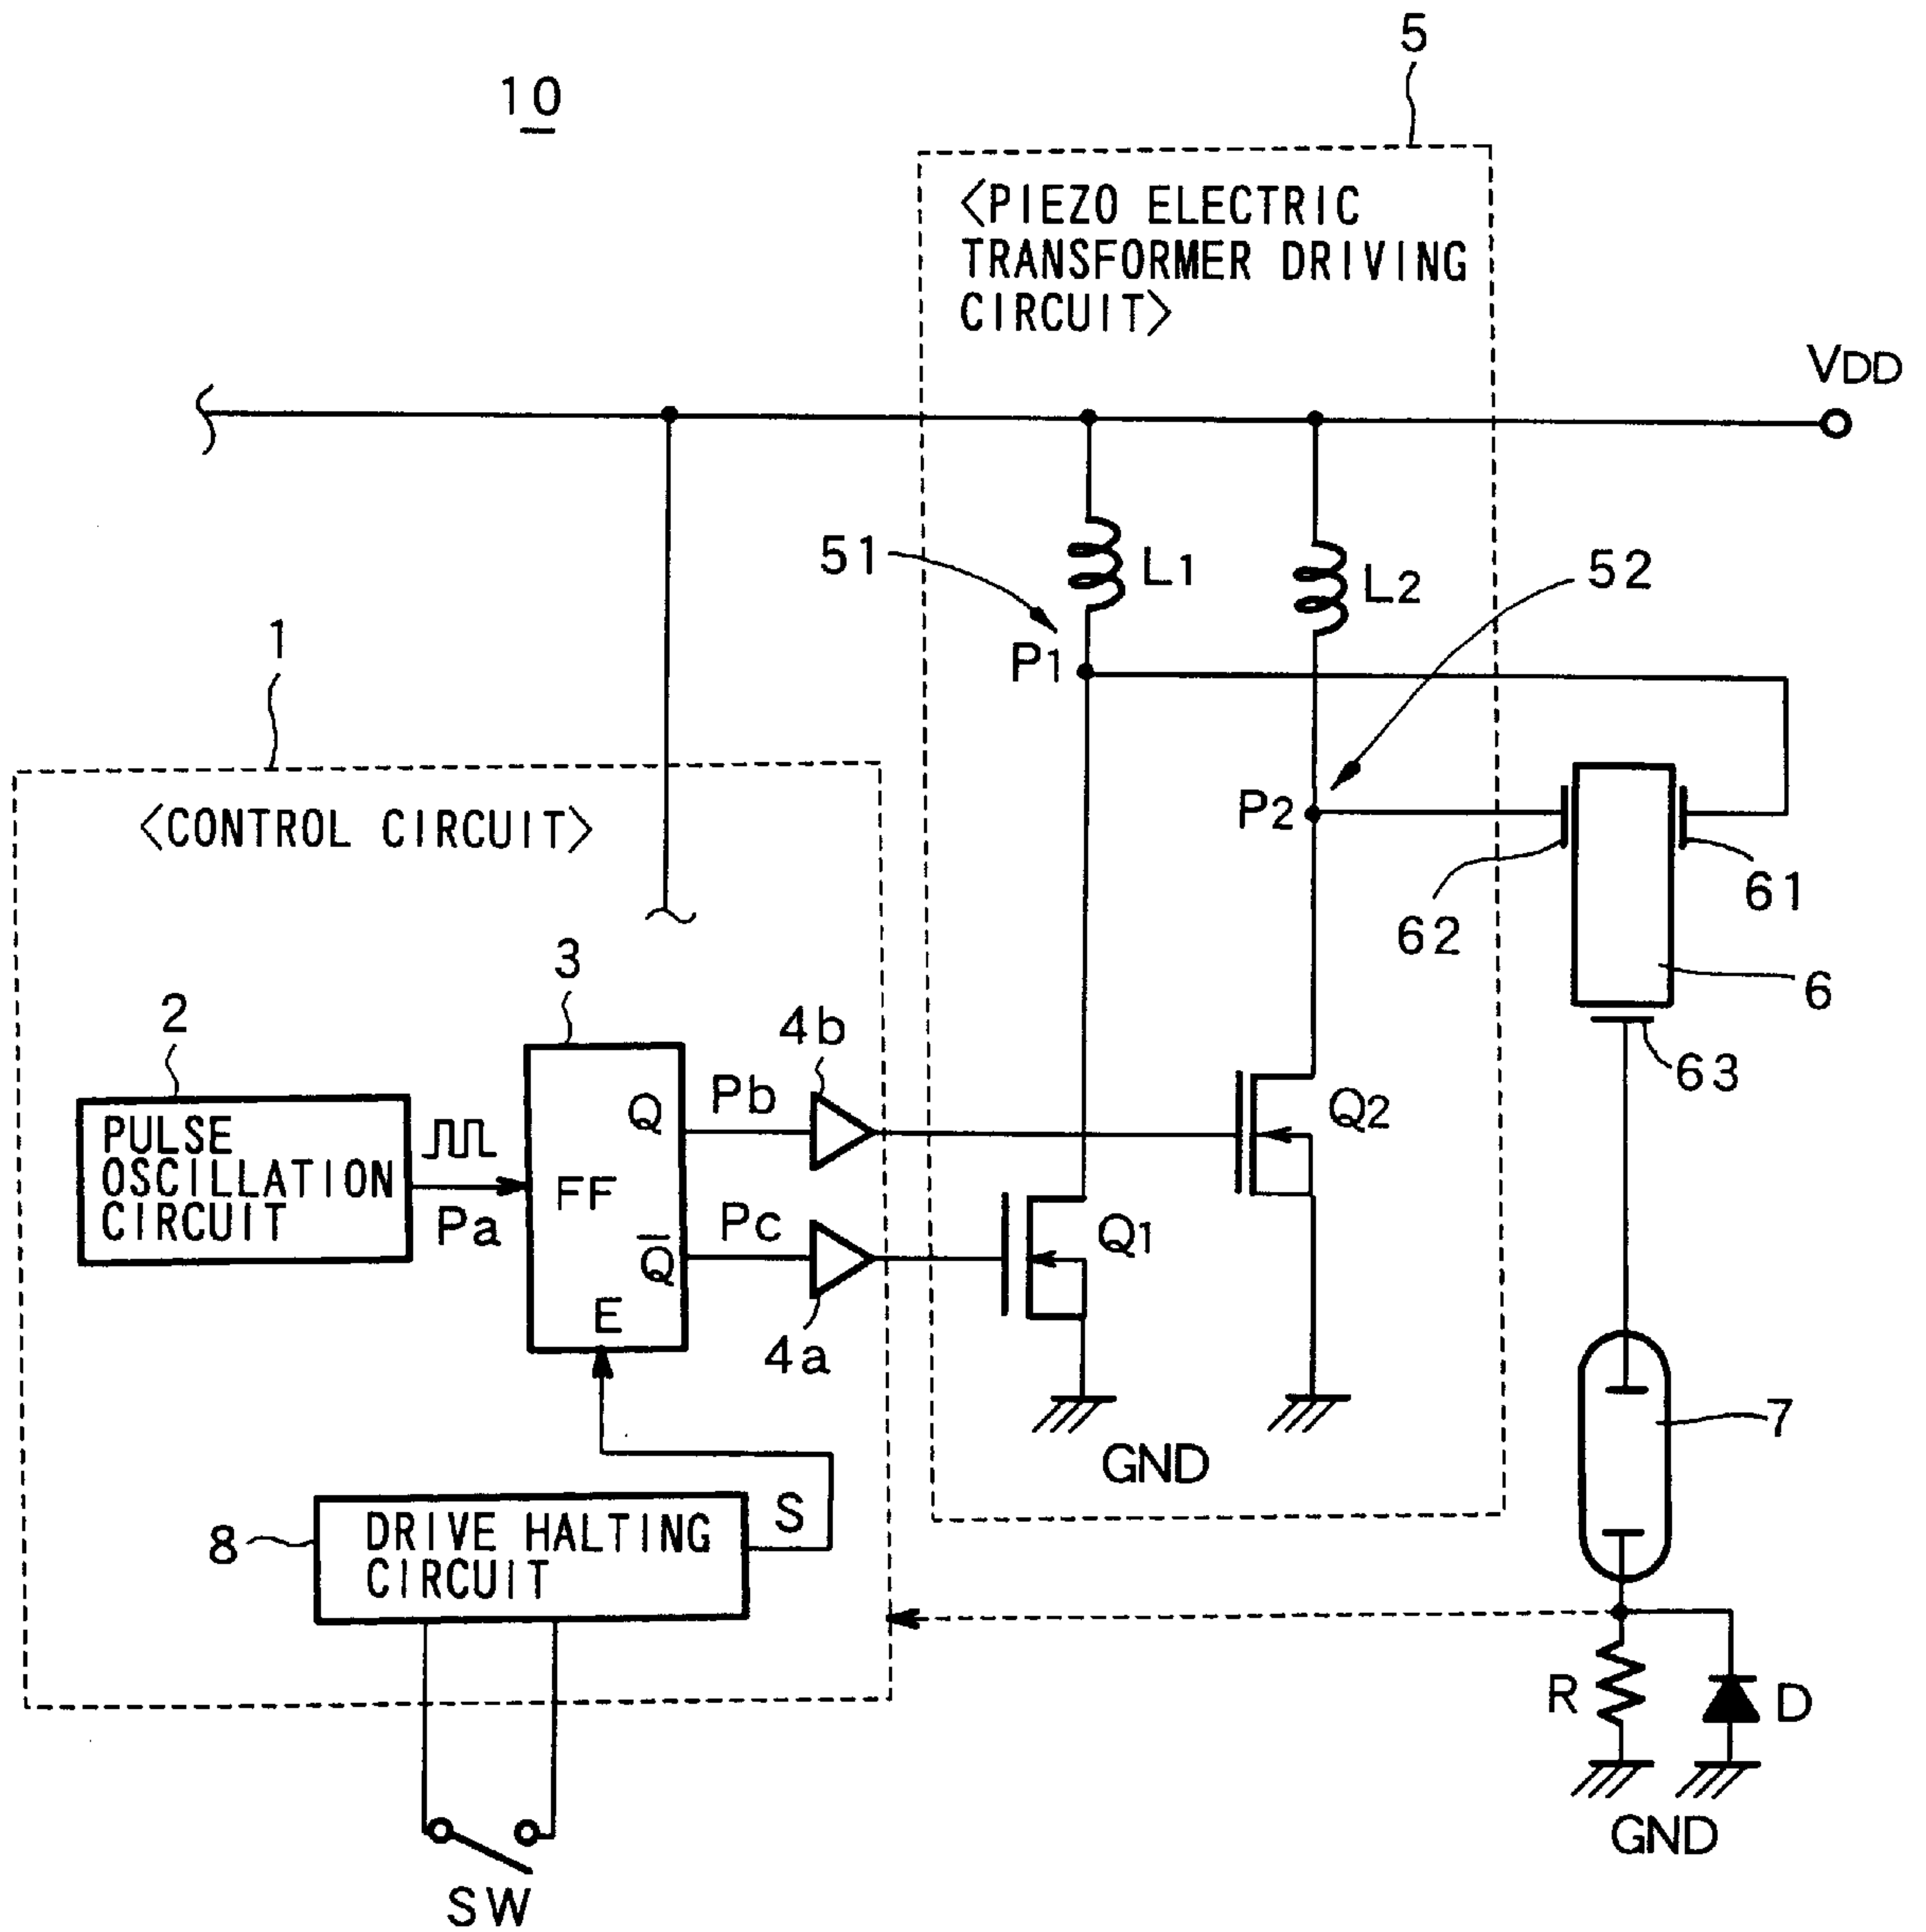 5
10
<PIEZO ELECTRIC
TRANSFORMER DRIVING
CIRCUIT>
VDD
51
L1
L2
52
1
P1
<CONTROL CIRCUIT>
P2
61
62
6
3
2
4b
63
PULSE
OSCILLATION
CIRCUIT
Pa
Q
Pb
Q2
FF
Q̅
Pc
Q1
E
4a
7
GND
8
DRIVE HALTING
CIRCUIT
S
R
D
GND
SW